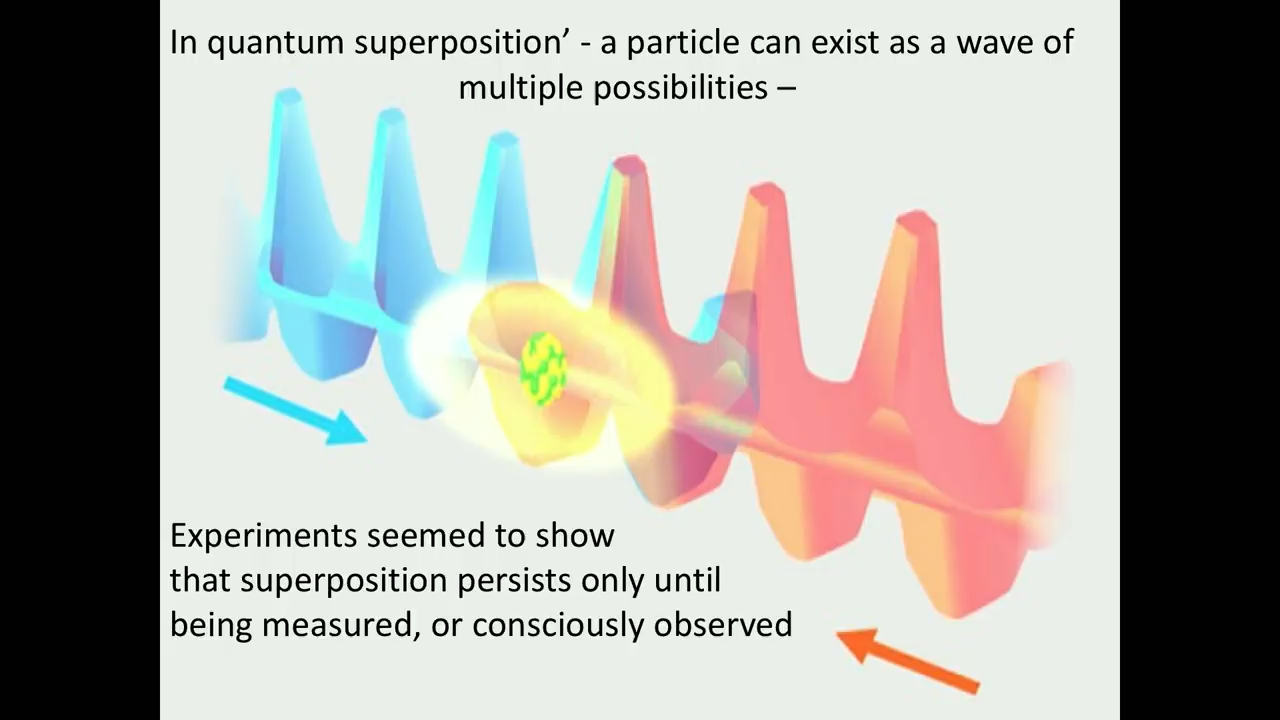 In quantum superposition’ - a particle can exist as a wave of
multiple possibilities –
Experiments seemed to show
that superposition persists only until
being measured, or consciously observed